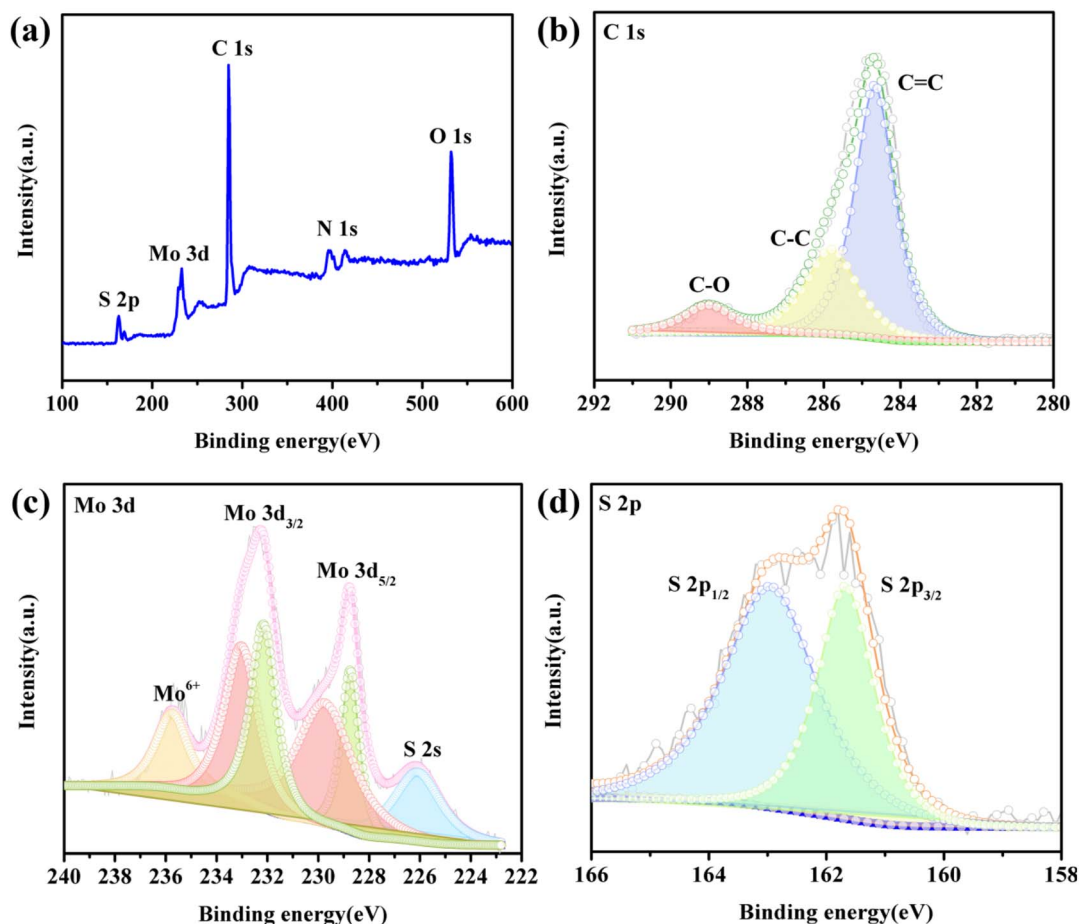 (a)
C 1s
O 1s
N 1s
Mo 3d
S 2p
Intensity(a.u.)
100 200 300 400 500 600
Binding energy(eV)
(b)
C 1s
C=C
C-C
C-O
Intensity(a.u.)
292 290 288 286 284 282 280
Binding energy(eV)
(c)
Mo 3d
Mo 3d3/2
Mo 3d5/2
Mo6+
S 2s
Intensity(a.u.)
240 238 236 234 232 230 228 226 224 222
Binding energy(eV)
(d)
S 2p
S 2p1/2
S 2p3/2
Intensity(a.u.)
166 164 162 160 158
Binding energy(eV)